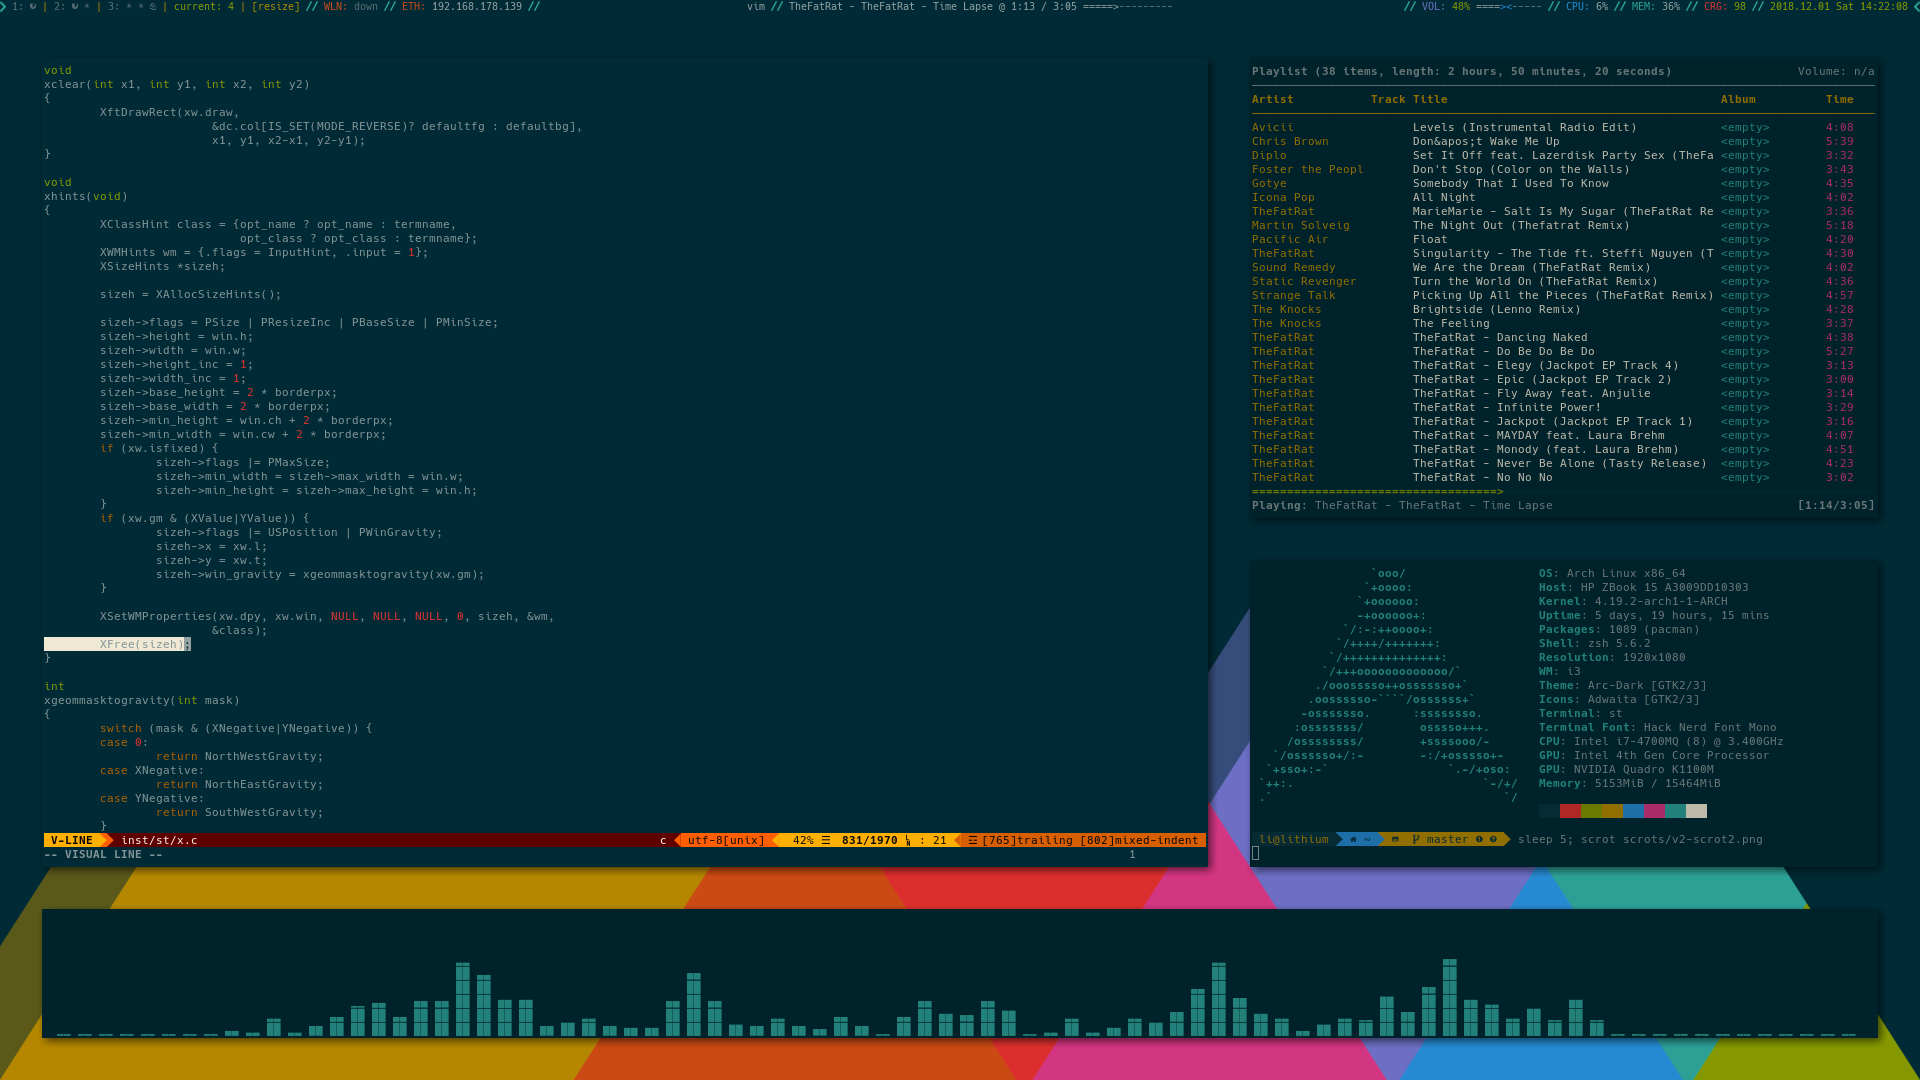 1: | 2: * | 3: * * | current: 4 | [resize] // WLN: down // ETH: 192.168.178.139 //
vim // TheFatRat - TheFatRat - Time Lapse @ 1:13 / 3:05 =====>---------
// VOL: 48% ====><----- // CPU: 6% // MEM: 36% // CRG: 98 // 2018.12.01 Sat 14:22:08
void
xclear(int x1, int y1, int x2, int y2)
{
XftDrawRect(xw.draw,
&dc.col[IS_SET(MODE_REVERSE)? defaultfg : defaultbg],
x1, y1, x2-x1, y2-y1);
}
void
xhints(void)
{
XClassHint class = {opt_name ? opt_name : termname,
opt_class ? opt_class : termname};
XWMHints wm = {.flags = InputHint, .input = 1};
XSizeHints *sizeh;
sizeh = XAllocSizeHints();
sizeh->flags = PSize | PResizeInc | PBaseSize | PMinSize;
sizeh->height = win.h;
sizeh->width = win.w;
sizeh->height_inc = 1;
sizeh->width_inc = 1;
sizeh->base_height = 2 * borderpx;
sizeh->base_width = 2 * borderpx;
sizeh->min_height = win.ch + 2 * borderpx;
sizeh->min_width = win.cw + 2 * borderpx;
if (xw.isfixed) {
sizeh->flags |= PMaxSize;
sizeh->min_width = sizeh->max_width = win.w;
sizeh->min_height = sizeh->max_height = win.h;
}
if (xw.gm & (XValue|YValue)) {
sizeh->flags |= USPosition | PWinGravity;
sizeh->x = xw.l;
sizeh->y = xw.t;
sizeh->win_gravity = xgeommasktogravity(xw.gm);
}
XSetWMProperties(xw.dpy, xw.win, NULL, NULL, NULL, 0, sizeh, &wm,
&class);
XFree(sizeh);
}
int
xgeommasktogravity(int mask)
{
switch (mask & (XNegative|YNegative)) {
case 0:
return NorthWestGravity;
case XNegative:
return NorthEastGravity;
case YNegative:
return SouthWestGravity;
V-LINE inst/st/x.c c utf-8[unix] 42% ☰ 831/1970 : 21 [765]trailing [802]mixed-indent
-- VISUAL LINE -- 1
Playlist (38 items, length: 2 hours, 50 minutes, 20 seconds) Volume: n/a
Artist Track Title Album Time
Avicii Levels (Instrumental Radio Edit) <empty> 4:08
Chris Brown Don&apos;t Wake Me Up <empty> 5:39
Diplo Set It Off feat. Lazerdisk Party Sex (TheFa <empty> 3:32
Foster the Peopl Don't Stop (Color on the Walls) <empty> 3:43
Gotye Somebody That I Used To Know <empty> 4:35
Icona Pop All Night <empty> 4:02
TheFatRat MarieMarie - Salt Is My Sugar (TheFatRat Re <empty> 3:36
Martin Solveig The Night Out (Thefatrat Remix) <empty> 5:18
Pacific Air Float <empty> 4:20
TheFatRat Singularity - The Tide ft. Steffi Nguyen (T <empty> 4:30
Sound Remedy We Are the Dream (TheFatRat Remix) <empty> 4:02
Static Revenger Turn the World On (TheFatRat Remix) <empty> 4:36
Strange Talk Picking Up All the Pieces (TheFatRat Remix) <empty> 4:57
The Knocks Brightside (Lenno Remix) <empty> 4:28
The Knocks The Feeling <empty> 3:37
TheFatRat TheFatRat - Dancing Naked <empty> 4:38
TheFatRat TheFatRat - Do Be Do Be Do <empty> 5:27
TheFatRat TheFatRat - Elegy (Jackpot EP Track 4) <empty> 3:13
TheFatRat TheFatRat - Epic (Jackpot EP Track 2) <empty> 3:00
TheFatRat TheFatRat - Fly Away feat. Anjulie <empty> 3:14
TheFatRat TheFatRat - Infinite Power! <empty> 3:29
TheFatRat TheFatRat - Jackpot (Jackpot EP Track 1) <empty> 3:16
TheFatRat TheFatRat - MAYDAY feat. Laura Brehm <empty> 4:07
TheFatRat TheFatRat - Monody (feat. Laura Brehm) <empty> 4:51
TheFatRat TheFatRat - Never Be Alone (Tasty Release) <empty> 4:23
TheFatRat TheFatRat - No No No <empty> 3:02
===================================>
Playing: TheFatRat - TheFatRat - Time Lapse [1:14/3:05]
`ooo/ OS: Arch Linux x86_64
`+oooo: Host: HP ZBook 15 A3009DD10303
`+oooooo: Kernel: 4.19.2-arch1-1-ARCH
-+oooooo+: Uptime: 5 days, 19 hours, 15 mins
`/:-:++oooo+: Packages: 1089 (pacman)
`/++++/+++++++: Shell: zsh 5.6.2
`/++++++++++++++: Resolution: 1920x1080
`/+++ooooooooooooo/` WM: i3
./ooosssso++osssssso+` Theme: Arc-Dark [GTK2/3]
.oossssso-````/ossssss+` Icons: Adwaita [GTK2/3]
-osssssso. :ssssssso. Terminal: st
:osssssss/ osssso+++. Terminal Font: Hack Nerd Font Mono
/ossssssss/ +ssssooo/- CPU: Intel i7-4700MQ (8) @ 3.400GHz
`/ossssso+/:- -:/+osssso+- GPU: Intel 4th Gen Core Processor
`+sso+:-` `.-/+oso: GPU: NVIDIA Quadro K1100M
`++:. `-/+/ Memory: 5153MiB / 15464MiB
.` `/
li@lithium ~ master sleep 5; scrot scrots/v2-scrot2.png